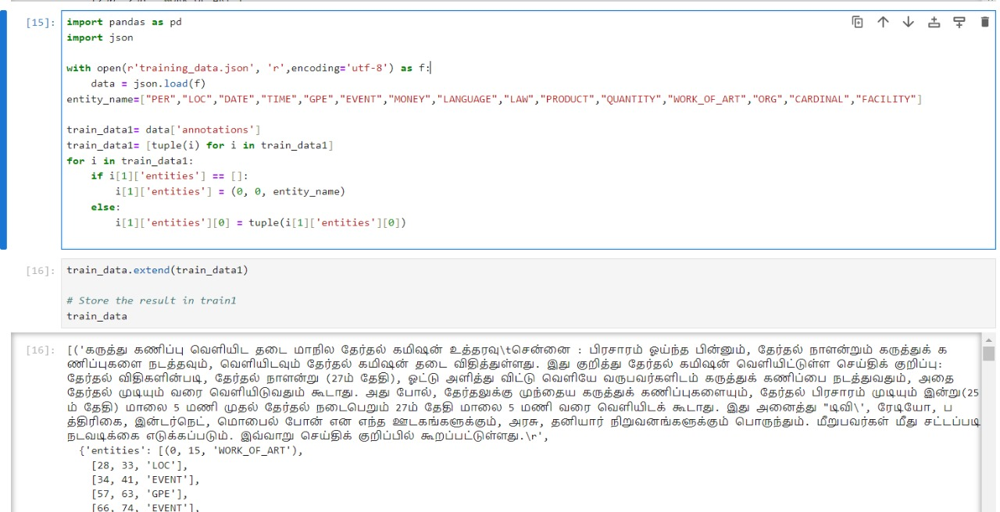 [15]:
import pandas as pd
import json
with open(r'training_data.json', 'r',encoding='utf-8') as f:
data = json.load(f)
entity_name=["PER","LOC","DATE","TIME","GPE","EVENT","MONEY","LANGUAGE","LAW","PRODUCT","QUANTITY","WORK_OF_ART","ORG","CARDINAL","FACILITY"]
train_data1= data['annotations']
train_data1= [tuple(i) for i in train_data1]
for i in train_data1:
if i[1]['entities'] == []:
i[1]['entities'] = (0, 0, entity_name)
else:
i[1]['entities'][0] = tuple(i[1]['entities'][0])
[16]:
train_data.extend(train_data1)
# Store the result in train1
train_data
[16]:
[('கருத்து கணிப்பு வெளியிட தடை மாநில தேர்தல் கமிஷன் உத்தரவு\tசென்னை : பிரசாரம் ஓய்ந்த பின்னும், தேர்தல் நாளன்றும் கருத்துக் க
ணிப்புகளை நடத்தவும், வெளியிடவும் தேர்தல் கமிஷன் தடை விதித்துள்ளது. இது குறித்து தேர்தல் கமிஷன் வெளியிட்டுள்ள செய்திக் குறிப்பு:
தேர்தல் விதிகளின்படி, தேர்தல் நாளன்று (27ம் தேதி), ஓட்டு அளித்து விட்டு வெளியே வருபவர்களிடம் கருத்துக் கணிப்பை நடத்துவதும், அதை
தேர்தல் முடியும் வரை வெளியிடுவதும் கூடாது. அது போல், தேர்தலுக்கு முந்தைய கருத்துக் கணிப்புகளையும், தேர்தல் பிரசாரம் முடியும் இன்று(25
ம் தேதி) மாலை 5 மணி முதல் தேர்தல் நடைபெறும் 27ம் தேதி மாலை 5 மணி வரை வெளியிடக் கூடாது. இது அனைத்து "டிவி\', ரேடியோ, ப
த்திரிகை, இன்டர்நெட், மொபைல் போன் என எந்த ஊடகங்களுக்கும், அரசு, தனியார் நிறுவனங்களுக்கும் பொருந்தும். மீறுபவர்கள் மீது சட்டப்படி
நடவடிக்கை எடுக்கப்படும். இவ்வாறு செய்திக் குறிப்பில் கூறப்பட்டுள்ளது.\r',
{'entities': [(0, 15, 'WORK_OF_ART'),
[28, 33, 'LOC'],
[34, 41, 'EVENT'],
[57, 63, 'GPE'],
[66, 74, 'EVENT'],